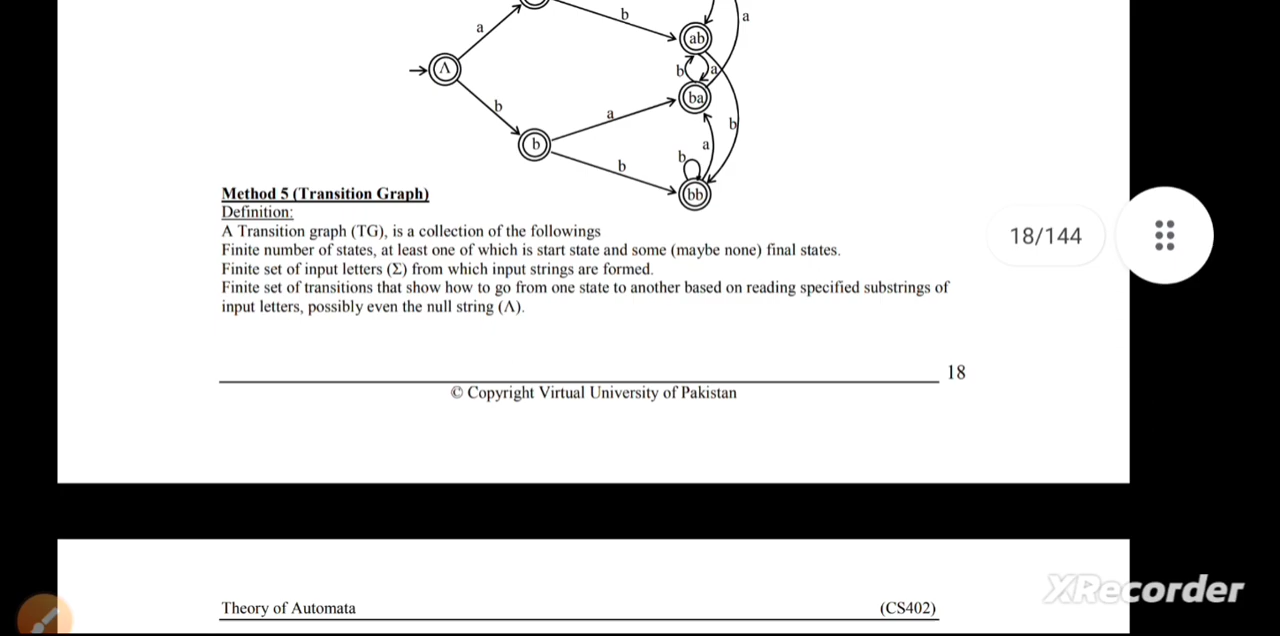 b
a
a
ab
Λ
b
a
ba
b
a
b
b
a
b
b
bb
Method 5 (Transition Graph)
Definition:
A Transition graph (TG), is a collection of the followings
Finite number of states, at least one of which is start state and some (maybe none) final states.
Finite set of input letters (Σ) from which input strings are formed.
Finite set of transitions that show how to go from one state to another based on reading specified substrings of
input letters, possibly even the null string (Λ).
18/144
18
© Copyright Virtual University of Pakistan
XRecorder
Theory of Automata (CS402)